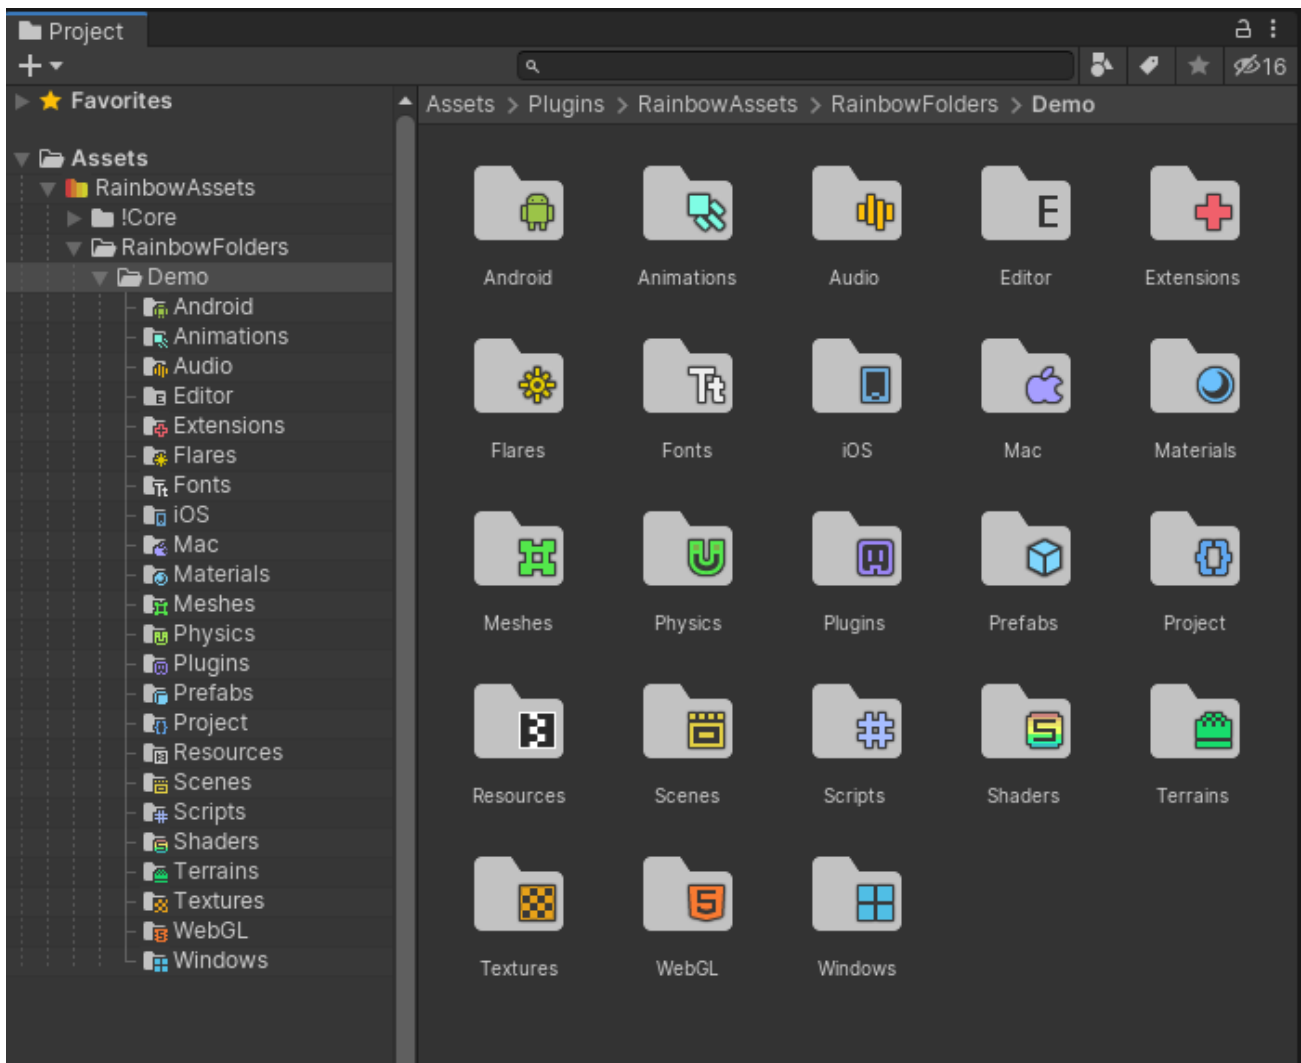 Project
16
Favorites
Assets
RainbowAssets
!Core
RainbowFolders
Demo
Android
Animations
Audio
Editor
Extensions
Flares
Fonts
iOS
Mac
Materials
Meshes
Physics
Plugins
Prefabs
Project
Resources
Scenes
Scripts
Shaders
Terrains
Textures
WebGL
Windows
Assets > Plugins > RainbowAssets > RainbowFolders > Demo
E
Android Animations Audio Editor Extensions
Tt
Flares Fonts iOS Mac Materials
Meshes Physics Plugins Prefabs Project
Resources Scenes Scripts Shaders Terrains
Textures WebGL Windows